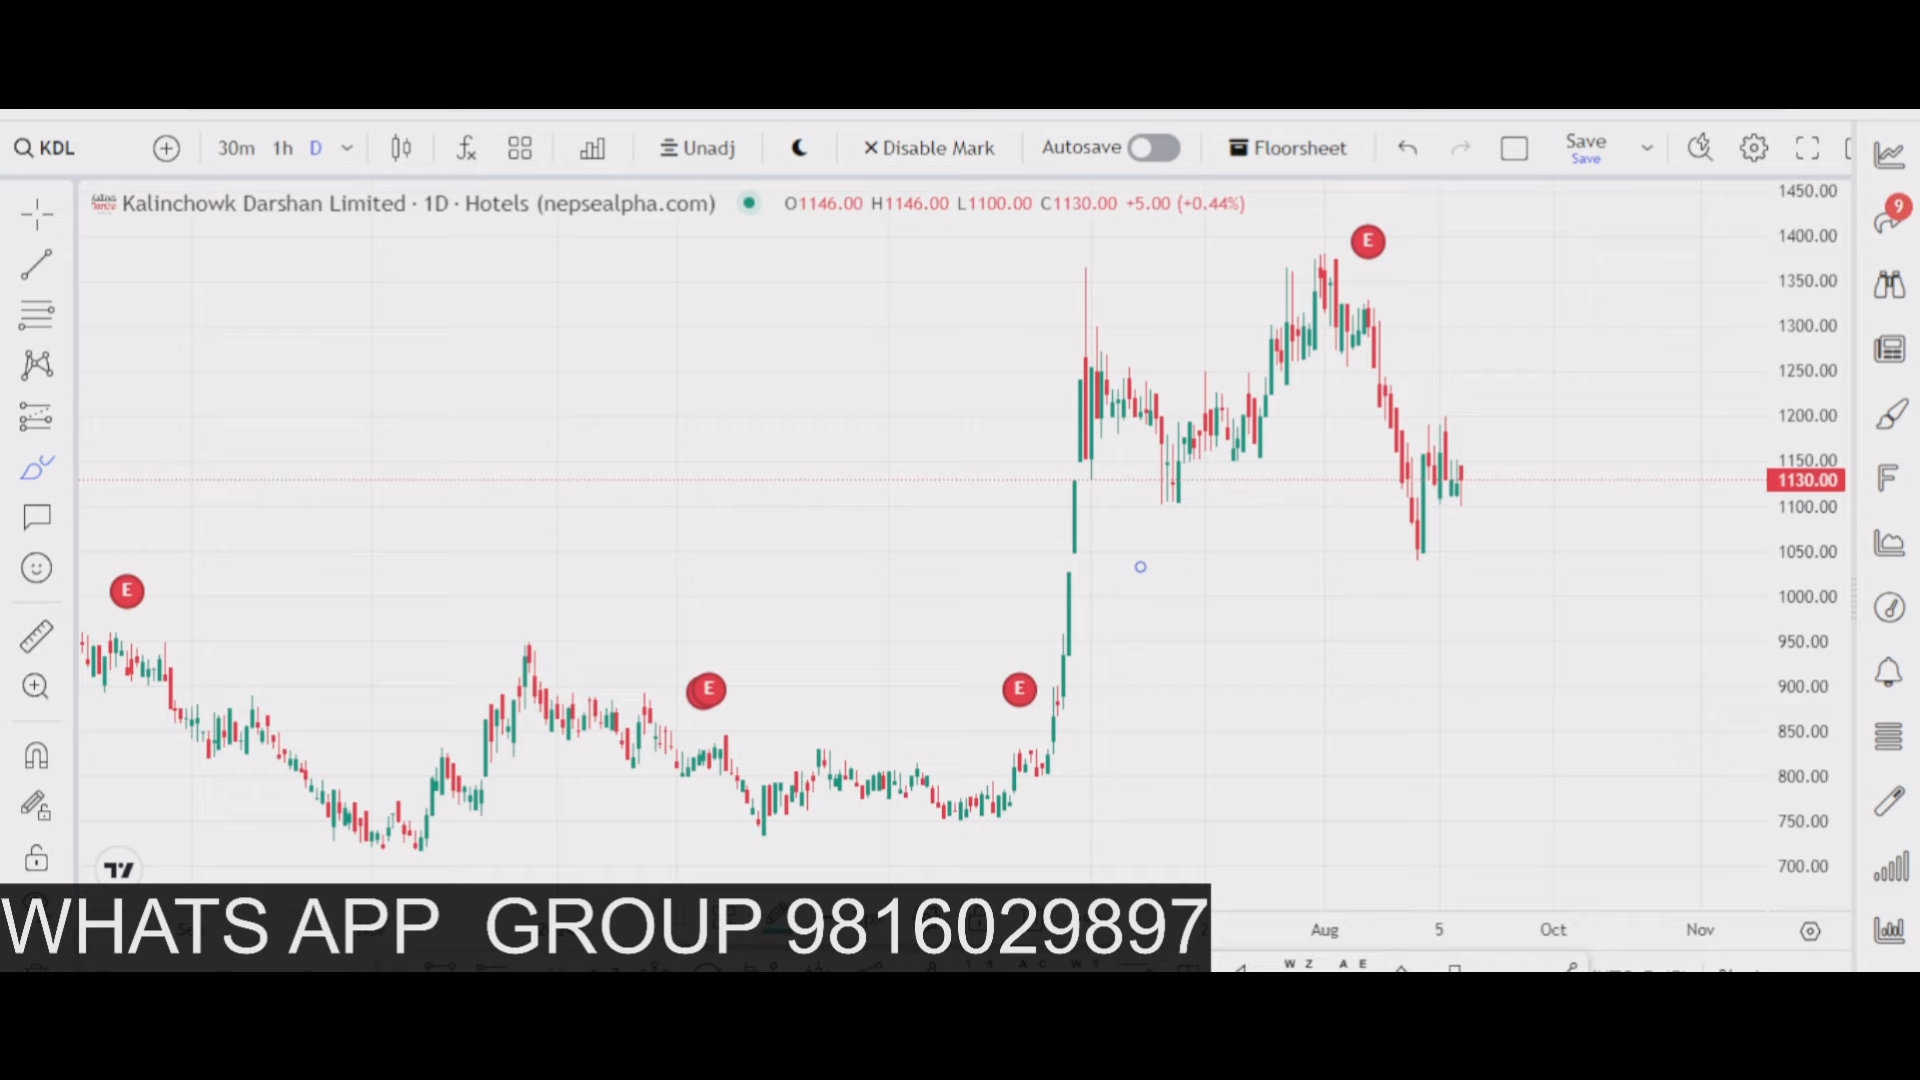 KDL 30m 1h D Unadj Disable Mark Autosave Floorsheet Save
Save
Kalinchowk Darshan Limited · 1D · Hotels (nepsealpha.com) O1146.00 H1146.00 L1100.00 C1130.00 +5.00 (+0.44%)
1450.00
9
1400.00
E
1350.00
1300.00
1250.00
1200.00
1150.00
1130.00
1100.00
1050.00
1000.00
E
950.00
900.00
E
E
850.00
800.00
750.00
700.00
WHATS APP GROUP 9816029897
Aug 5 Oct Nov
W Z A E